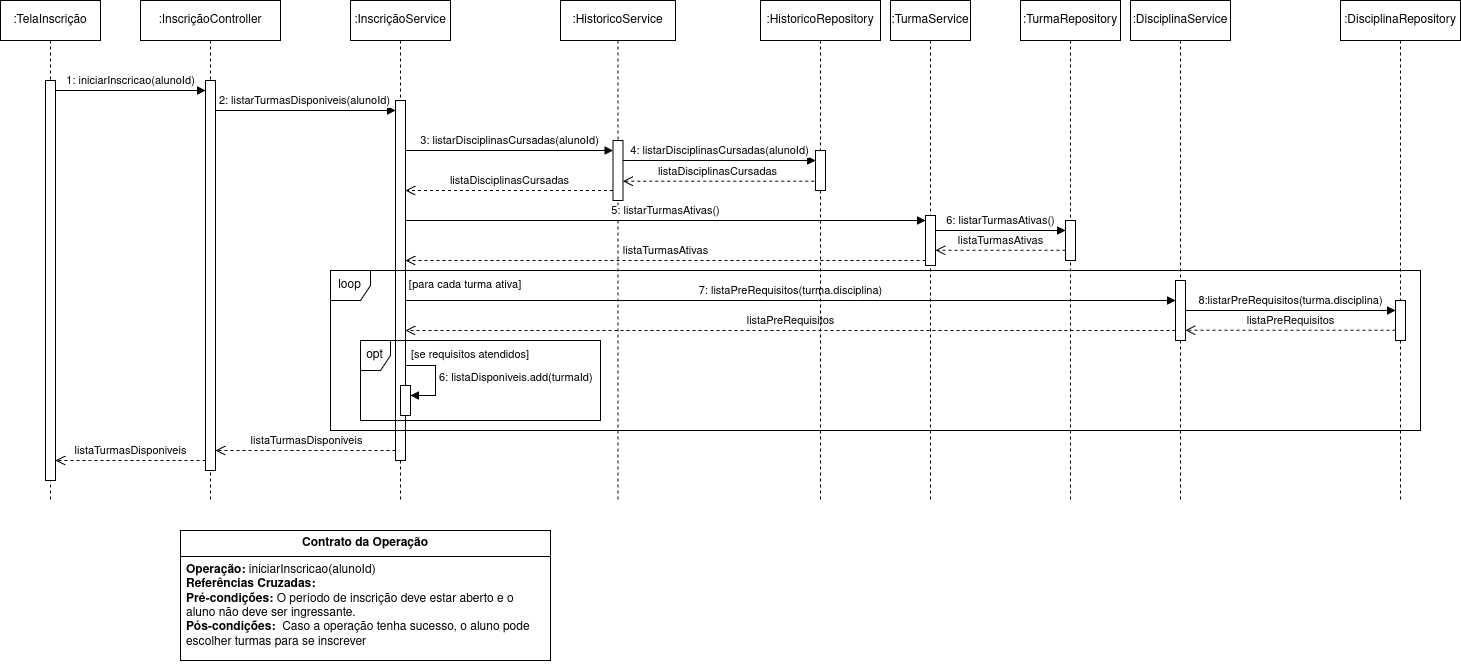 :TelaInscrição
:InscriçãoController
:InscriçãoService
:HistoricoService
:HistoricoRepository
:TurmaService
:TurmaRepository
:DisciplinaService
:DisciplinaRepository
1: iniciarInscricao(alunoId)
2: listarTurmasDisponiveis(alunoId)
3: listarDisciplinasCursadas(alunoId)
4: listarDisciplinasCursadas(alunoId)
listaDisciplinasCursadas
listaDisciplinasCursadas
5: listarTurmasAtivas()
6: listarTurmasAtivas()
listaTurmasAtivas
listaTurmasAtivas
loop
[para cada turma ativa]
7: listaPreRequisitos(turma.disciplina)
8:listarPreRequisitos(turma.disciplina)
listaPreRequisitos
listaPreRequisitos
opt
[se requisitos atendidos]
6: listaDisponiveis.add(turmaId)
listaTurmasDisponiveis
listaTurmasDisponiveis
Contrato da Operação
Operação: iniciarInscricao(alunoId)
Referências Cruzadas:
Pré-condições: O período de inscrição deve estar aberto e o
aluno não deve ser ingressante.
Pós-condições: Caso a operação tenha sucesso, o aluno pode
escolher turmas para se inscrever